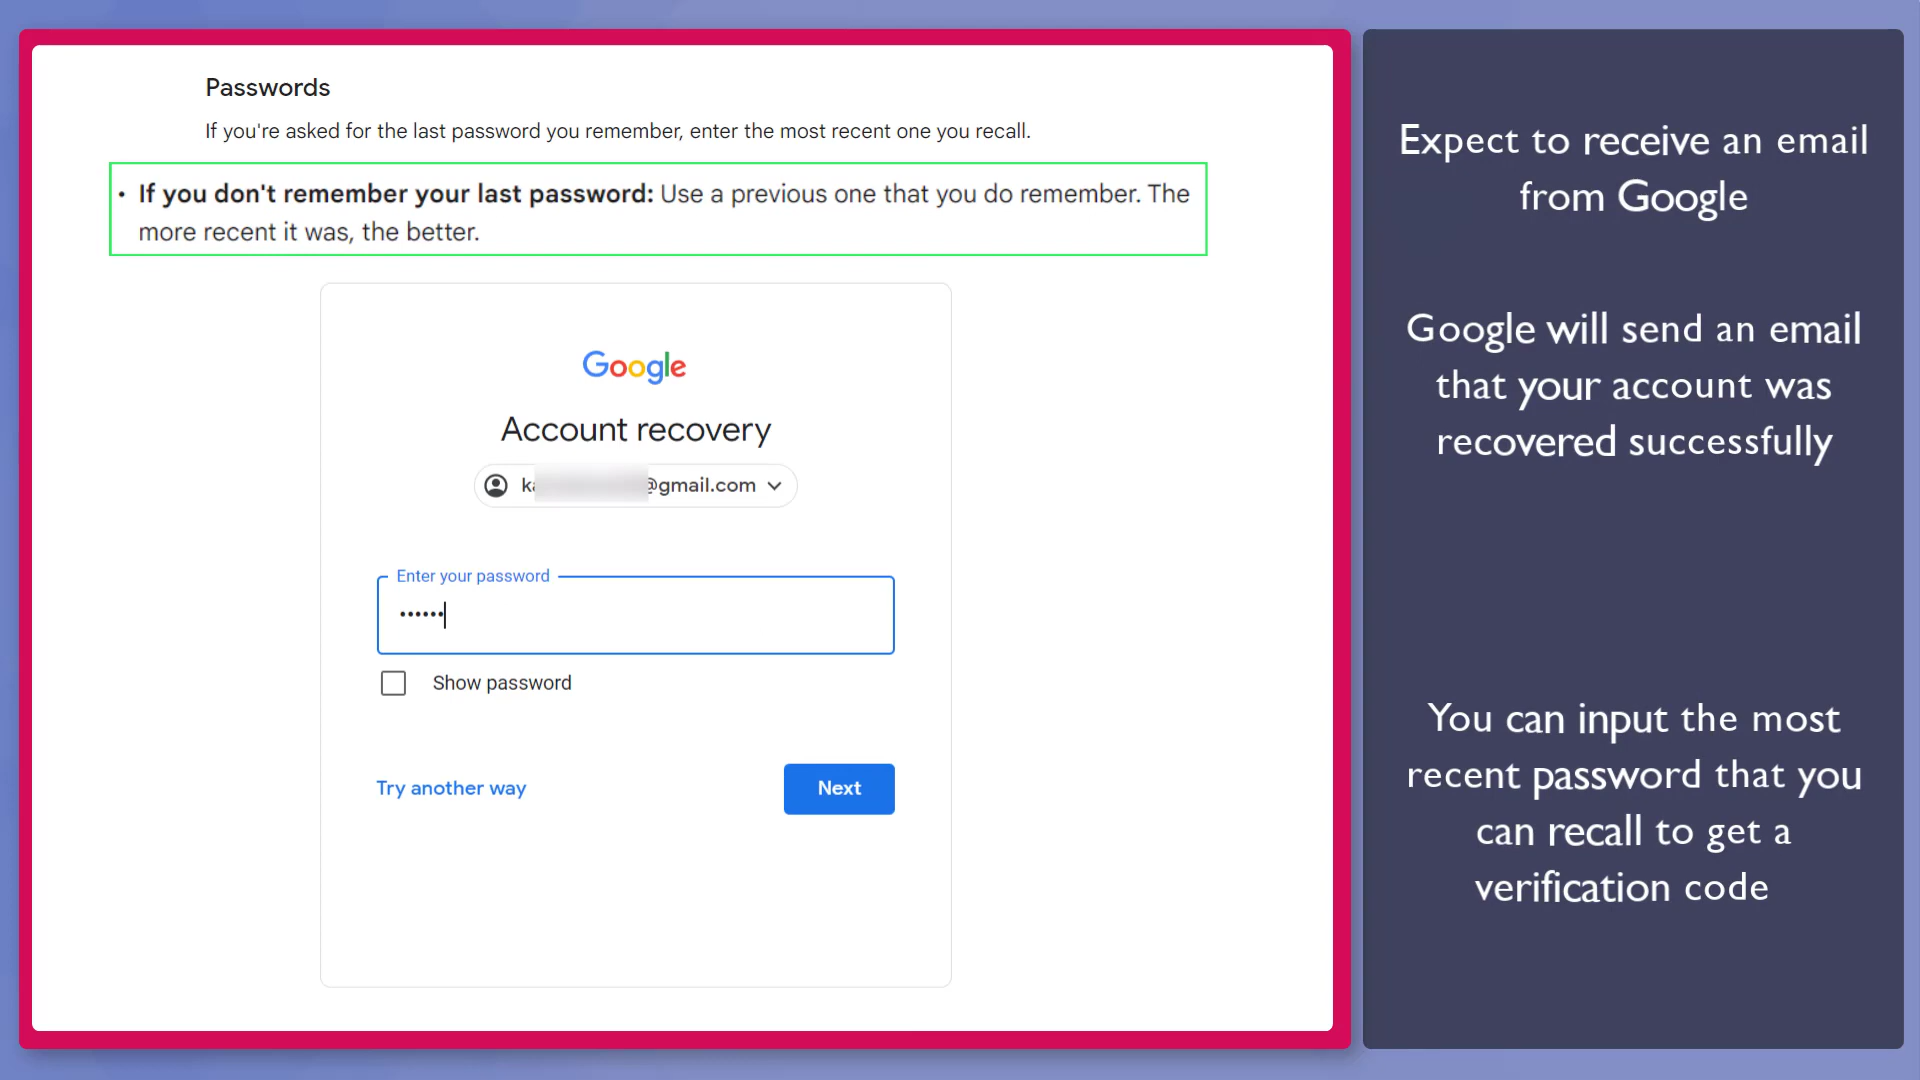 Passwords
If you're asked for the last password you remember, enter the most recent one you recall.
• If you don't remember your last password: Use a previous one that you do remember. The
more recent it was, the better.
Google
Account recovery
@gmail.com
Enter your password
••••••
Show password
Try another way
Next
Expect to receive an email
from Google
Google will send an email
that your account was
recovered successfully
You can input the most
recent password that you
can recall to get a
verification code